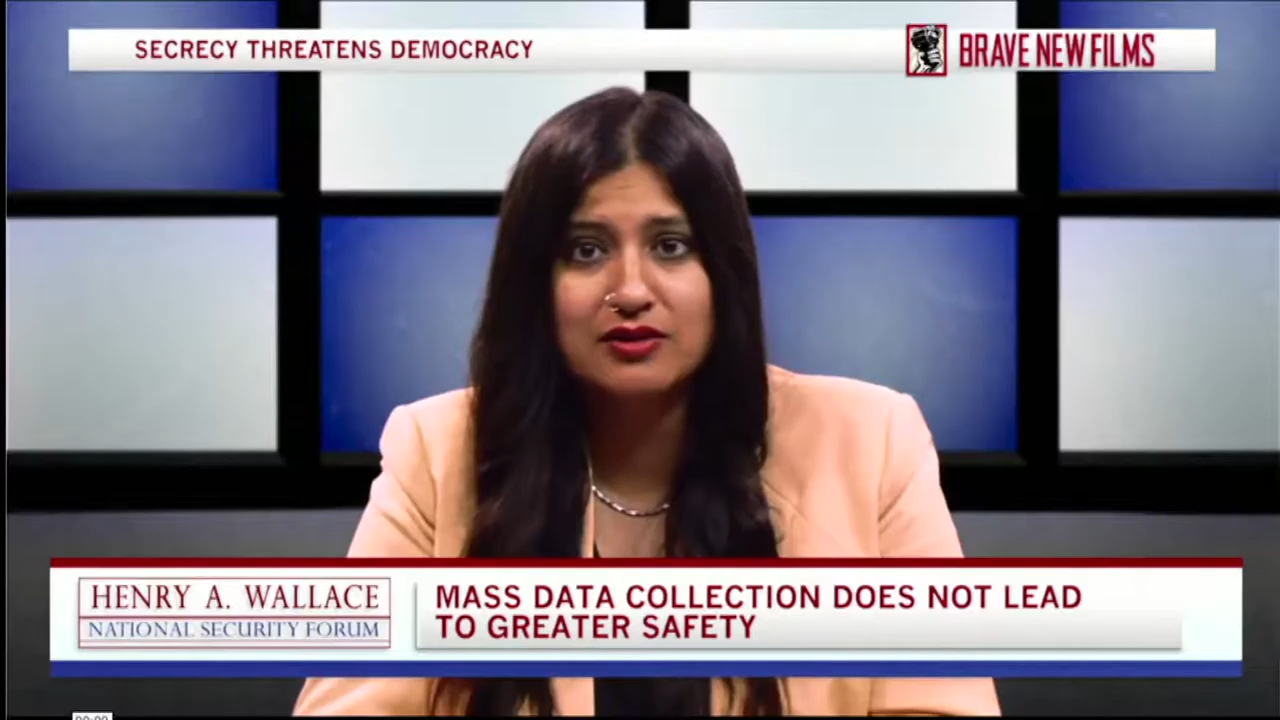 SECRECY THREATENS DEMOCRACY
BRAVE NEW FILMS
HENRY A. WALLACE
NATIONAL SECURITY FORUM
MASS DATA COLLECTION DOES NOT LEAD
TO GREATER SAFETY